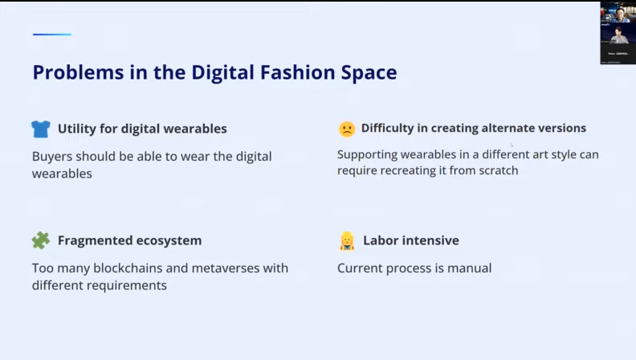 Problems in the Digital Fashion Space
Utility for digital wearables
Buyers should be able to wear the digital
wearables
Difficulty in creating alternate versions
Supporting wearables in a different art style can
require recreating it from scratch
Fragmented ecosystem
Too many blockchains and metaverses with
different requirements
Labor intensive
Current process is manual